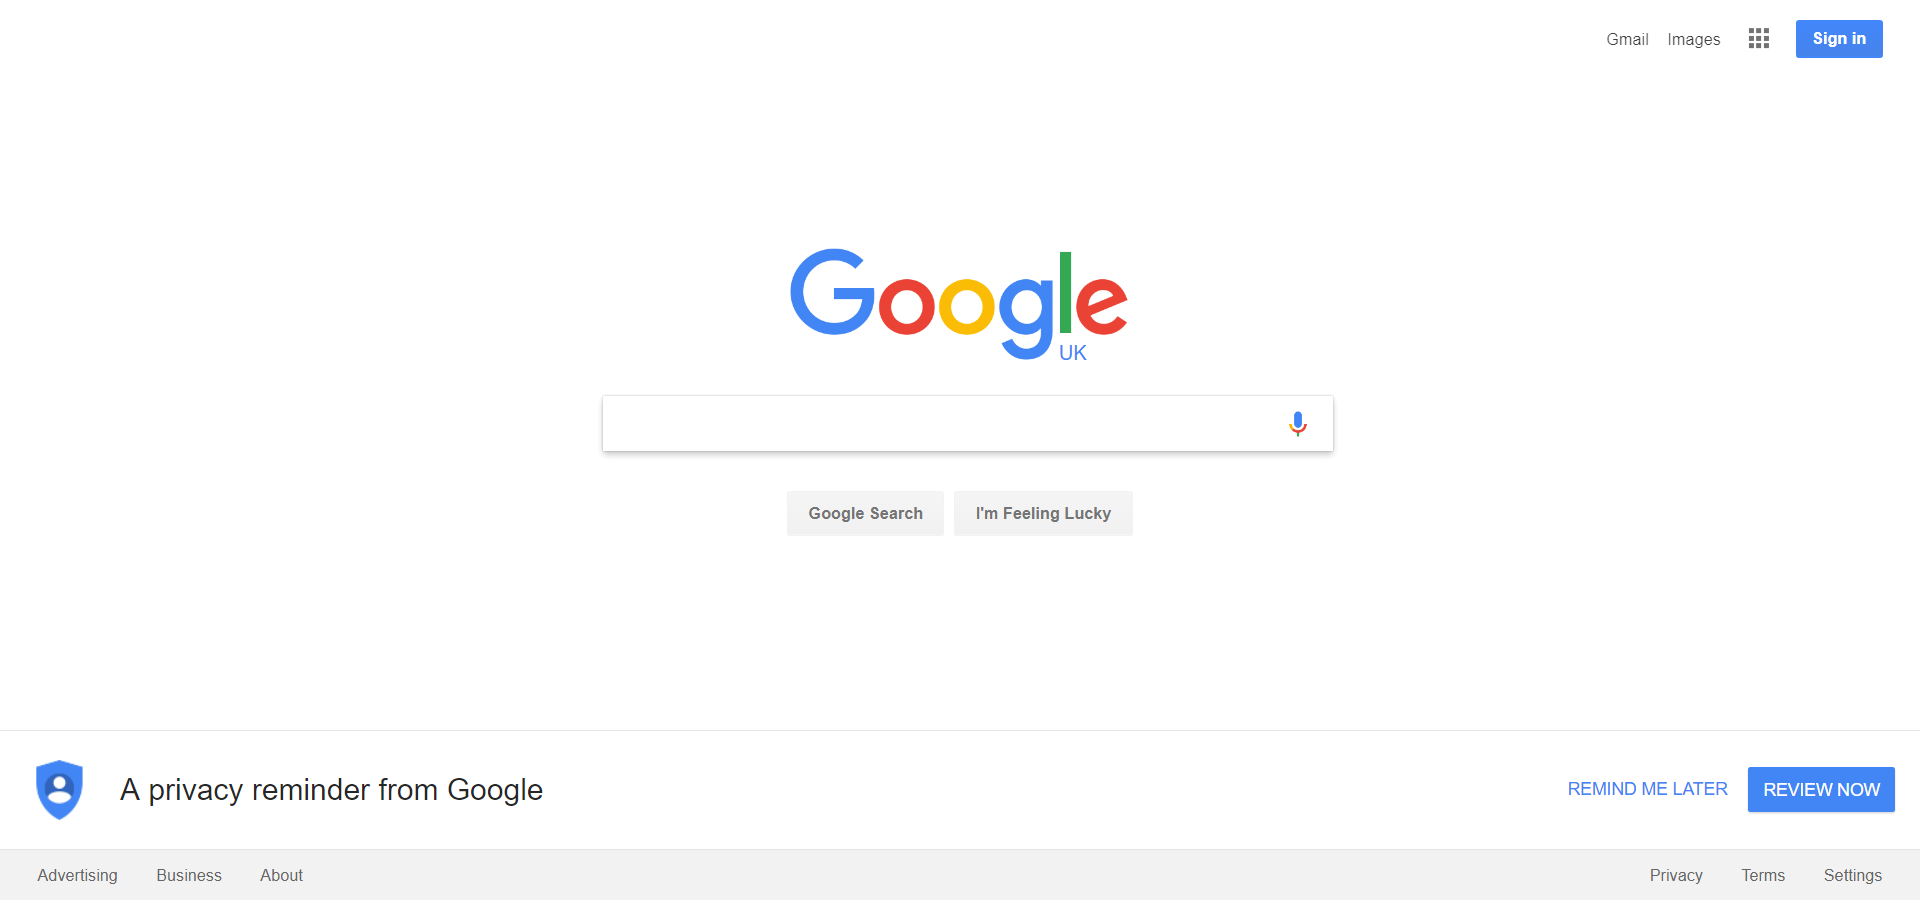 Gmail Images Sign in
Google
UK
Google Search I'm Feeling Lucky
A privacy reminder from Google REMIND ME LATER REVIEW NOW
Advertising Business About Privacy Terms Settings